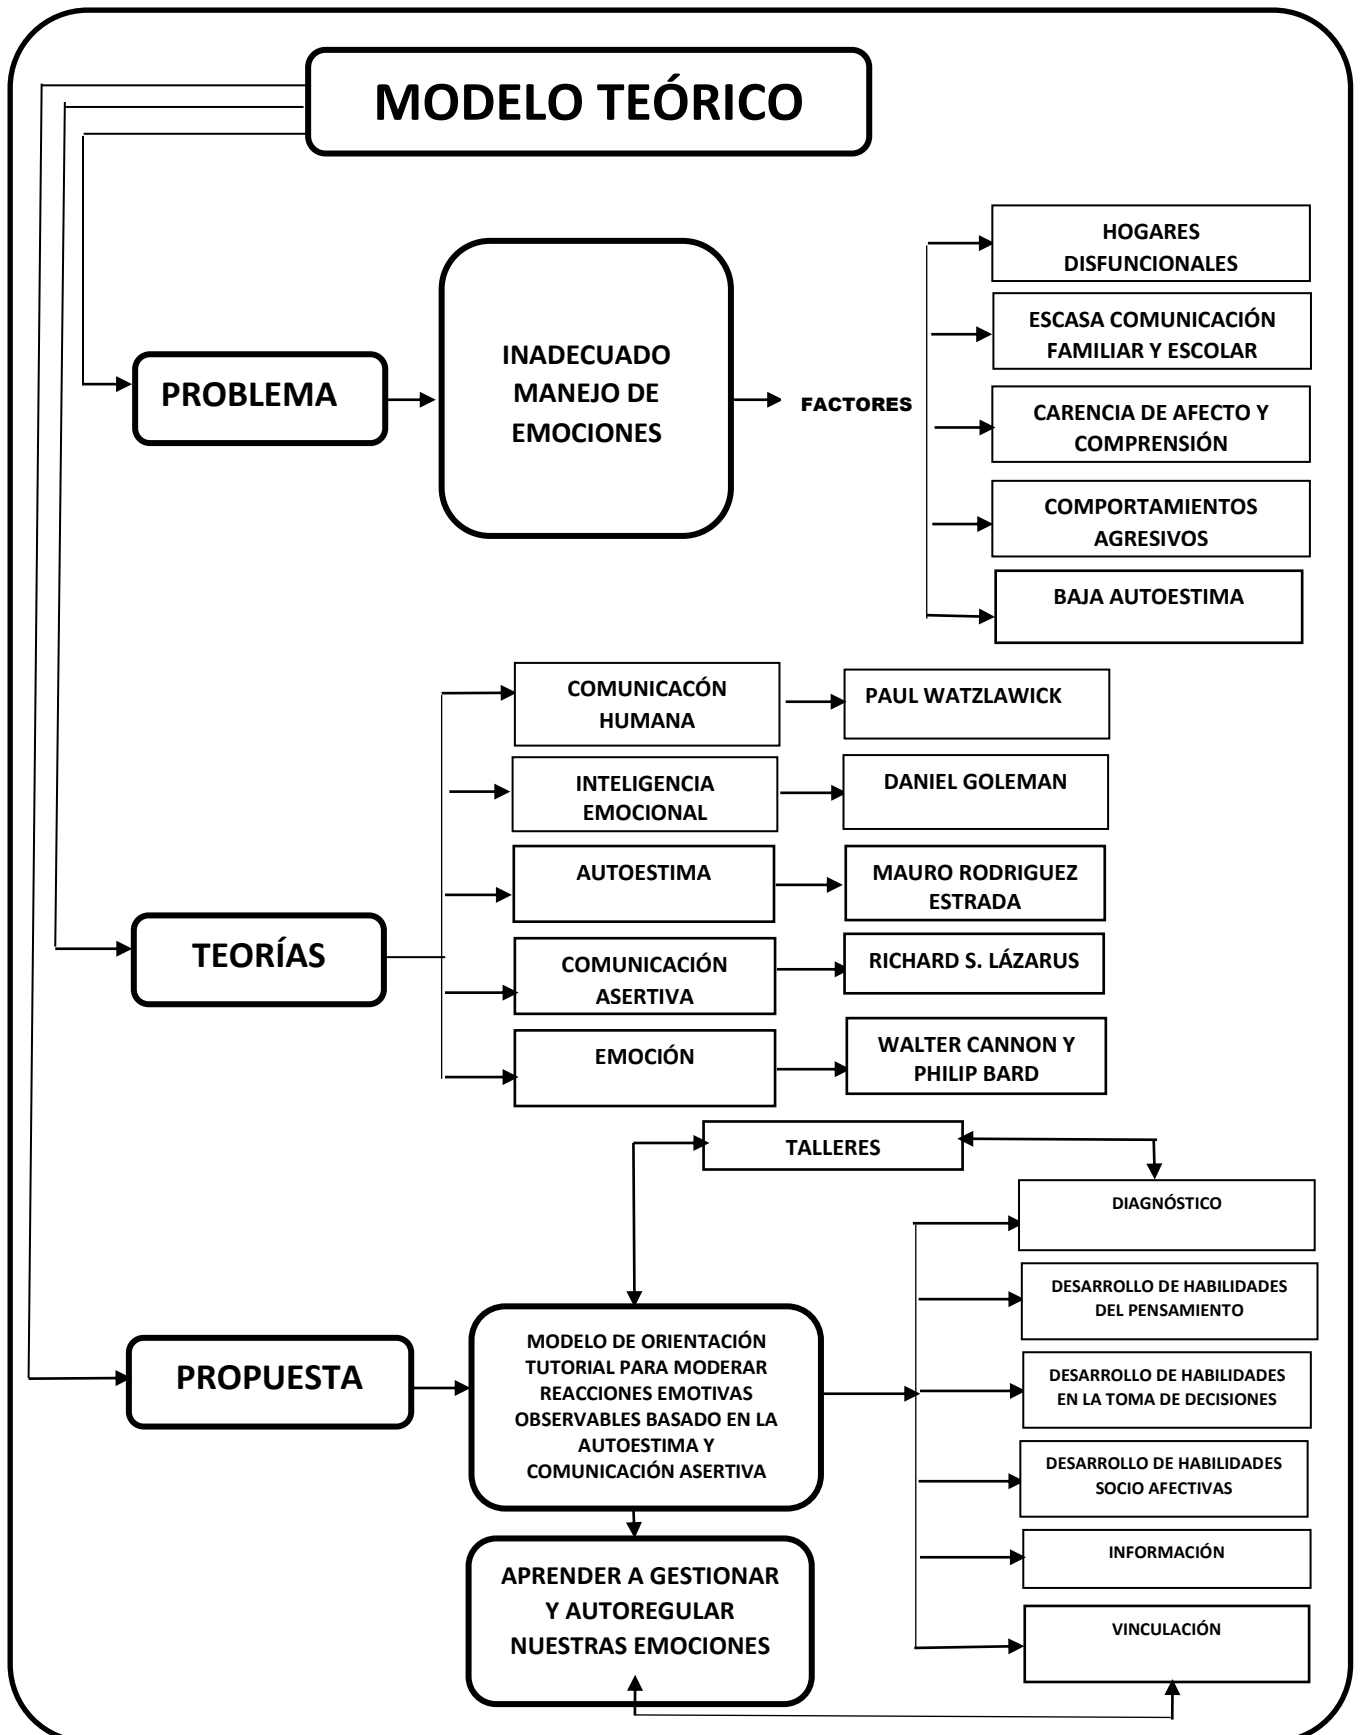 MODELO TEÓRICO
PROBLEMA
INADECUADO
MANEJO DE
EMOCIONES
FACTORES
HOGARES
DISFUNCIONALES
ESCASA COMUNICACIÓN
FAMILIAR Y ESCOLAR
CARENCIA DE AFECTO Y
COMPRENSIÓN
COMPORTAMIENTOS
AGRESIVOS
BAJA AUTOESTIMA
TEORÍAS
COMUNICACÓN
HUMANA
PAUL WATZLAWICK
INTELIGENCIA
EMOCIONAL
DANIEL GOLEMAN
AUTOESTIMA
MAURO RODRIGUEZ
ESTRADA
COMUNICACIÓN
ASERTIVA
RICHARD S. LÁZARUS
EMOCIÓN
WALTER CANNON Y
PHILIP BARD
TALLERES
PROPUESTA
MODELO DE ORIENTACIÓN
TUTORIAL PARA MODERAR
REACCIONES EMOTIVAS
OBSERVABLES BASADO EN LA
AUTOESTIMA Y
COMUNICACIÓN ASERTIVA
DIAGNÓSTICO
DESARROLLO DE HABILIDADES
DEL PENSAMIENTO
DESARROLLO DE HABILIDADES
EN LA TOMA DE DECISIONES
DESARROLLO DE HABILIDADES
SOCIO AFECTIVAS
INFORMACIÓN
VINCULACIÓN
APRENDER A GESTIONAR
Y AUTOREGULAR
NUESTRAS EMOCIONES